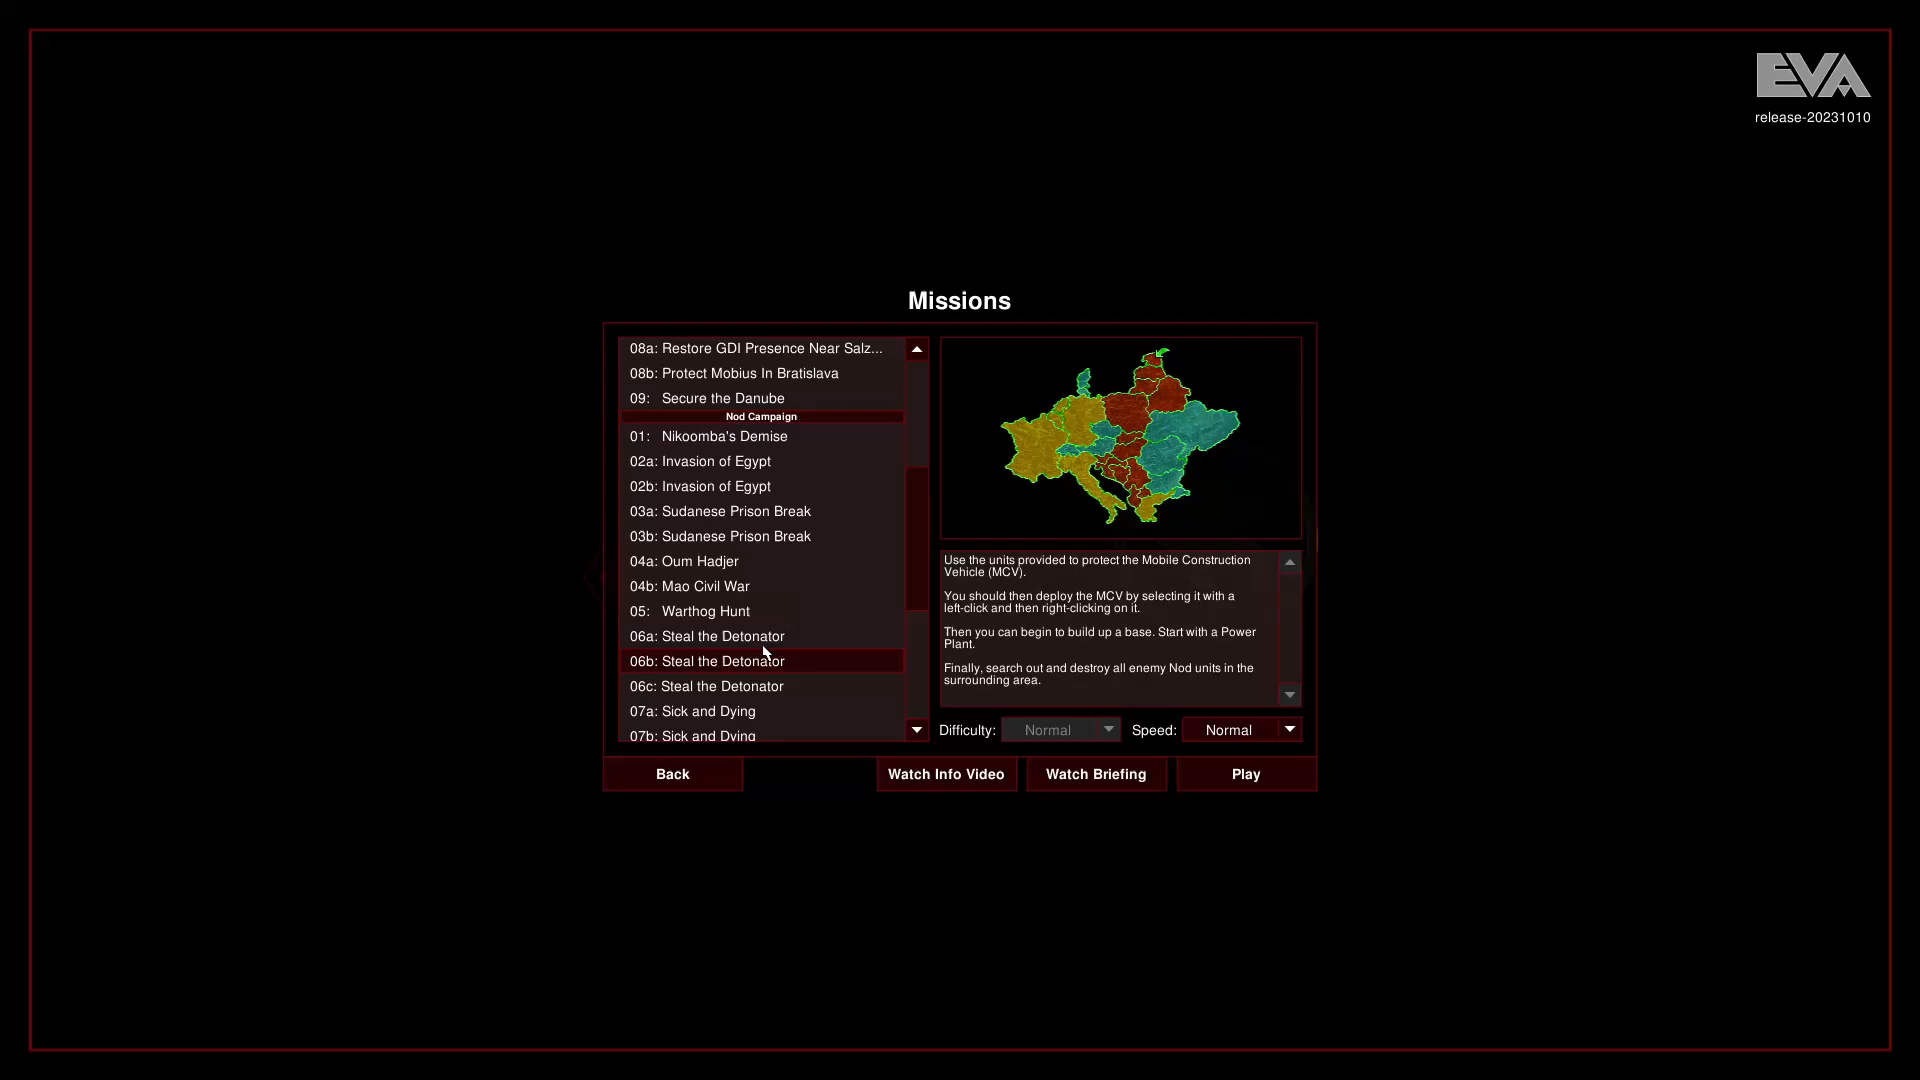 EVA
release-20231010
Missions
08a: Restore GDI Presence Near Salz...
08b: Protect Mobius In Bratislava
09: Secure the Danube
Nod Campaign
01: Nikoomba's Demise
02a: Invasion of Egypt
02b: Invasion of Egypt
03a: Sudanese Prison Break
03b: Sudanese Prison Break
04a: Oum Hadjer
04b: Mao Civil War
05: Warthog Hunt
06a: Steal the Detonator
06b: Steal the Detonator
06c: Steal the Detonator
07a: Sick and Dying
07b: Sick and Dying
Use the units provided to protect the Mobile Construction
Vehicle (MCV).
You should then deploy the MCV by selecting it with a
left-click and then right-clicking on it.
Then you can begin to build up a base. Start with a Power
Plant.
Finally, search out and destroy all enemy Nod units in the
surrounding area.
Difficulty: Normal Speed: Normal
Back Watch Info Video Watch Briefing Play